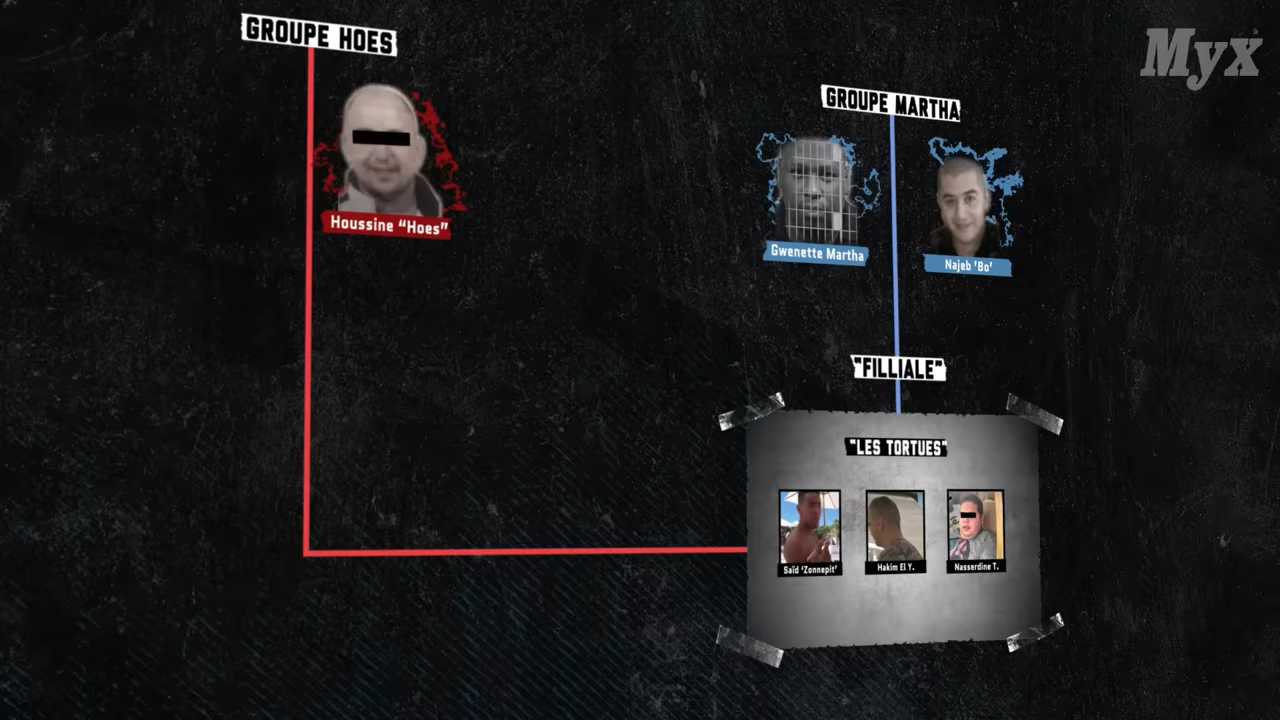 GROUPE HOES
Myx
GROUPE MARTHA
Houssine “Hoes”
Gwenette Martha
Najeb 'Bo'
"FILLIALE"
"LES TORTUES"
Saïd 'Zonnepit'
Hakim El Y.
Nasserdine T.